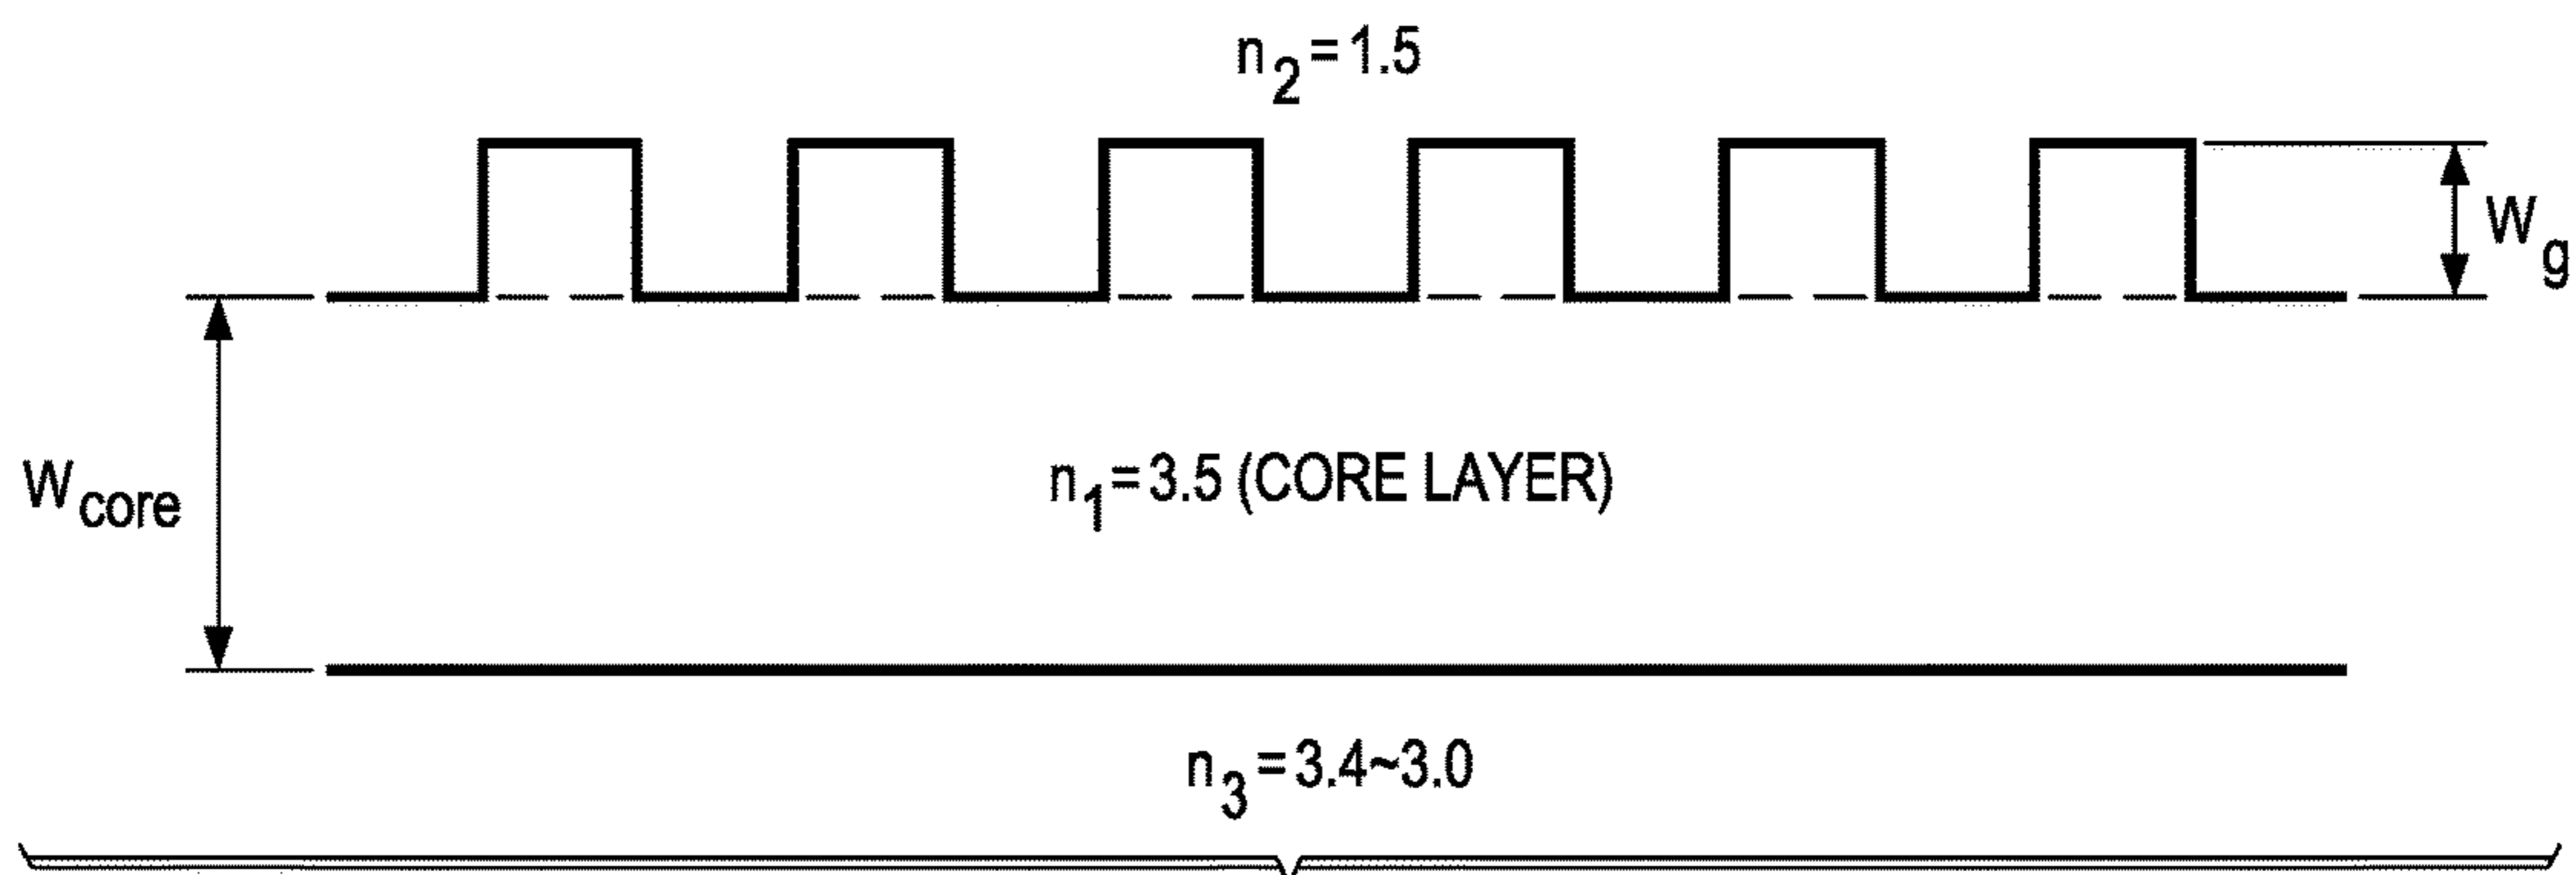 n2 = 1.5
Wg
Wcore
n1 = 3.5 (CORE LAYER)
n3 = 3.4~3.0